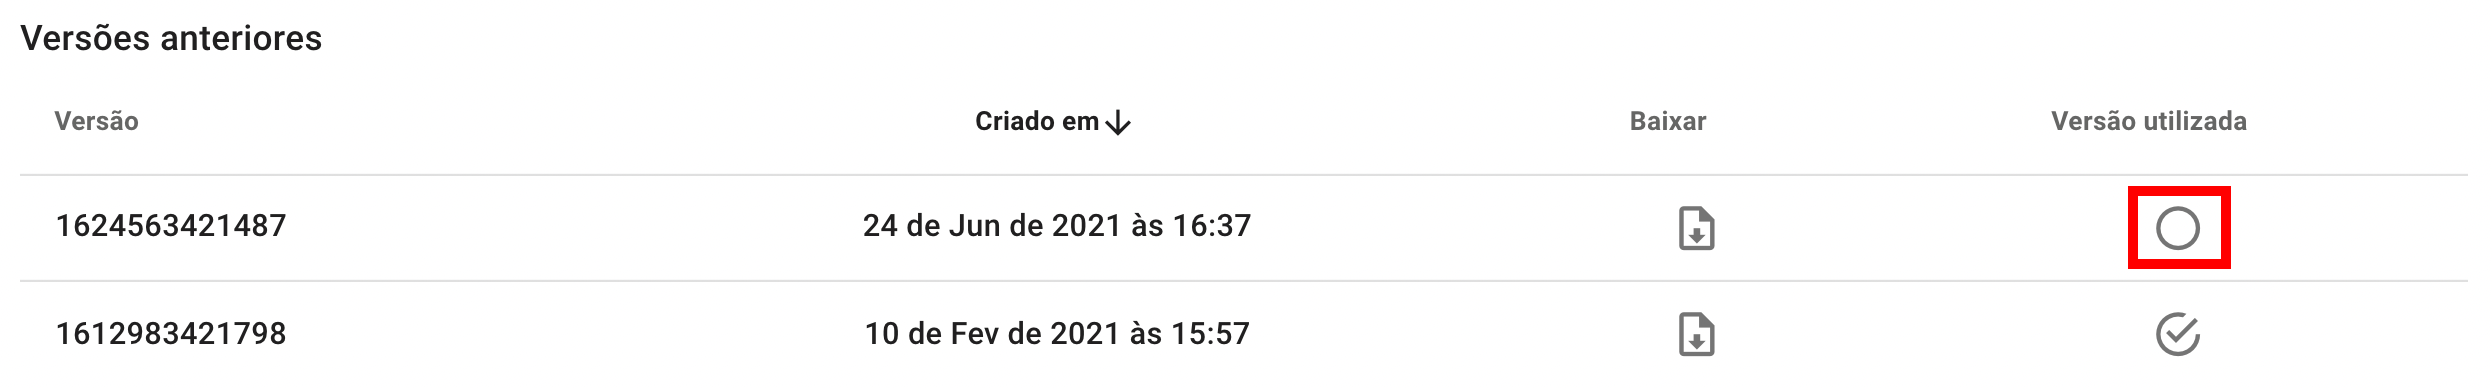 Versões anteriores
Versão Criado em Baixar Versão utilizada
1624563421487 24 de Jun de 2021 às 16:37
1612983421798 10 de Fev de 2021 às 15:57